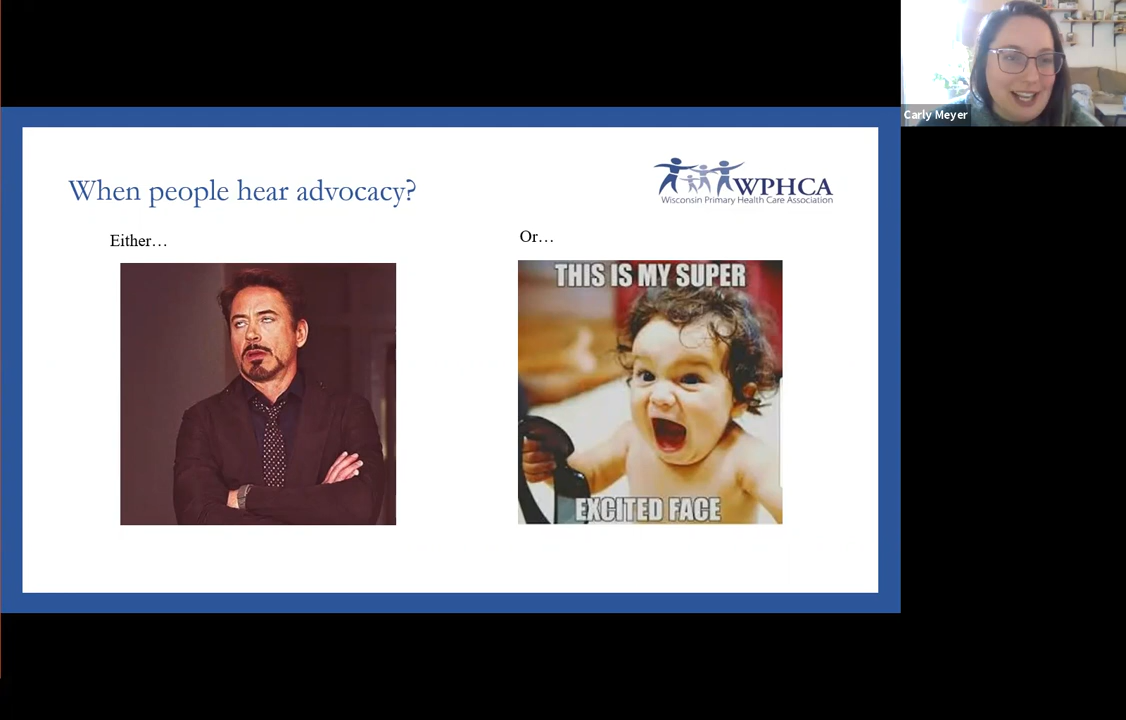 Carly Meyer
When people hear advocacy?
WPHCA
Wisconsin Primary Health Care Association
Either…
Or…
THIS IS MY SUPER
EXCITED FACE